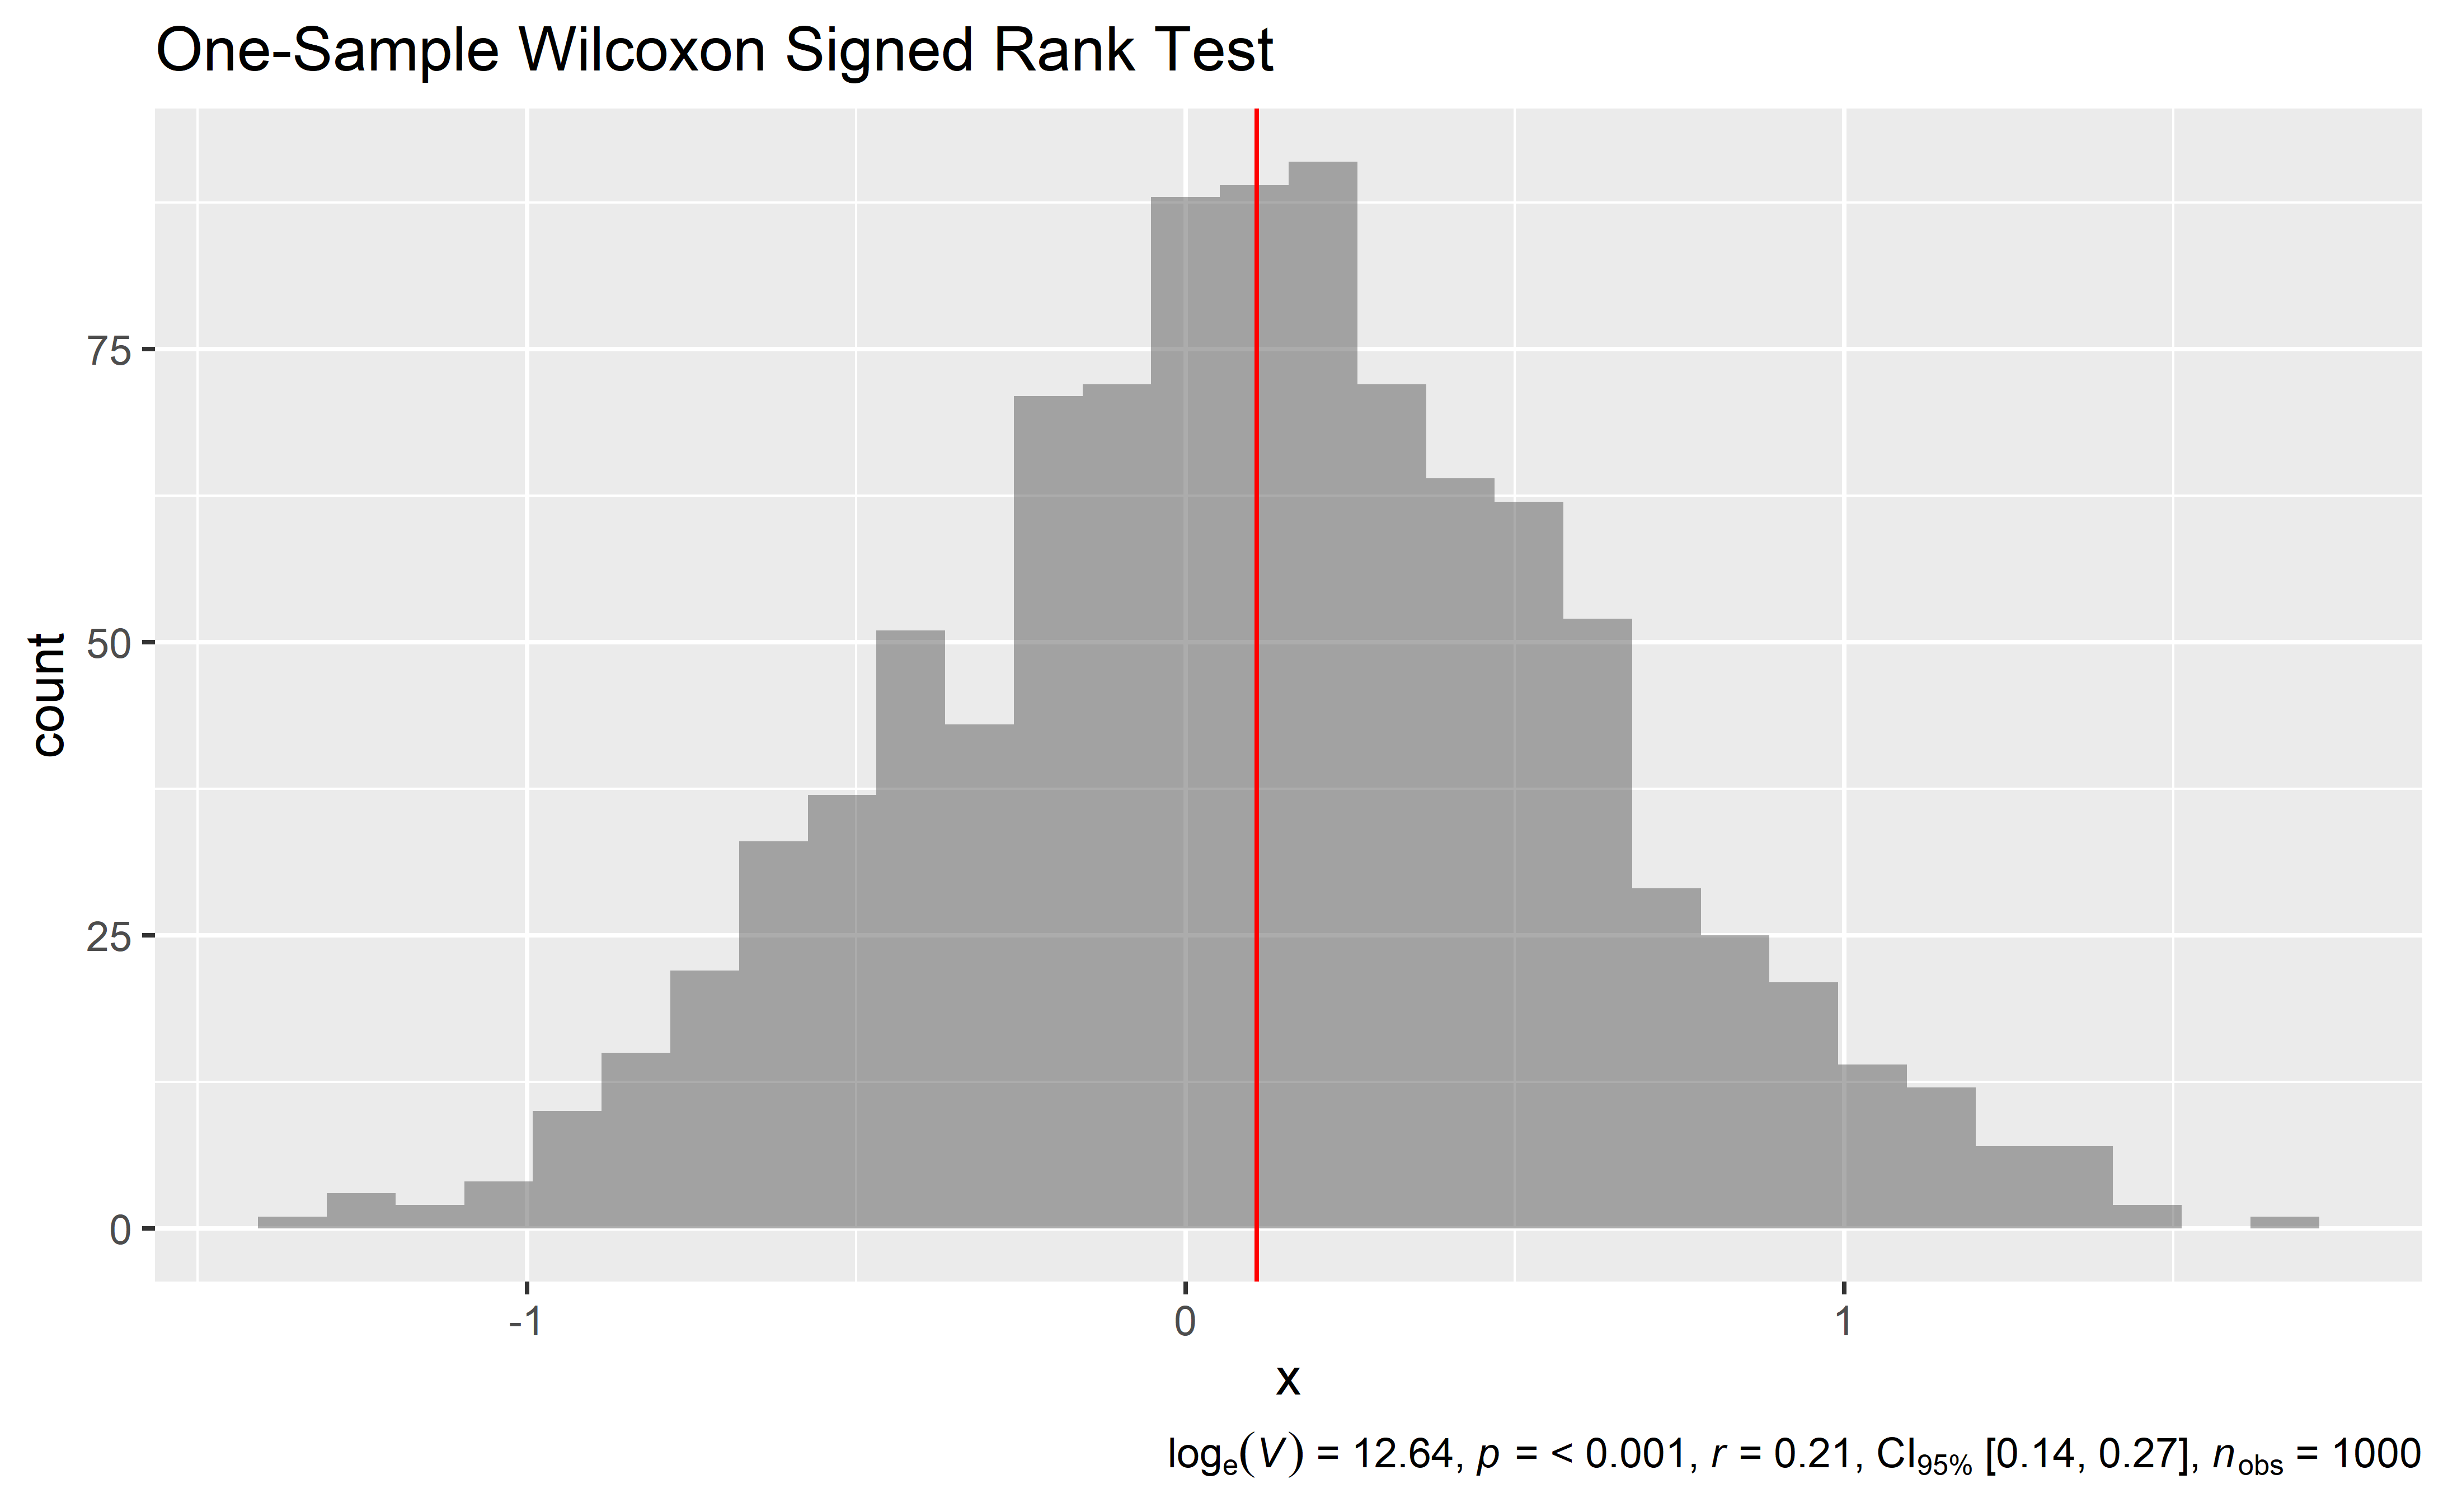 One-Sample Wilcoxon Signed Rank Test
count
75
50
25
0
-1 0 1
x
logₑ(V) = 12.64, p = < 0.001, r = 0.21, CI₉₅% [0.14, 0.27], n_obs = 1000